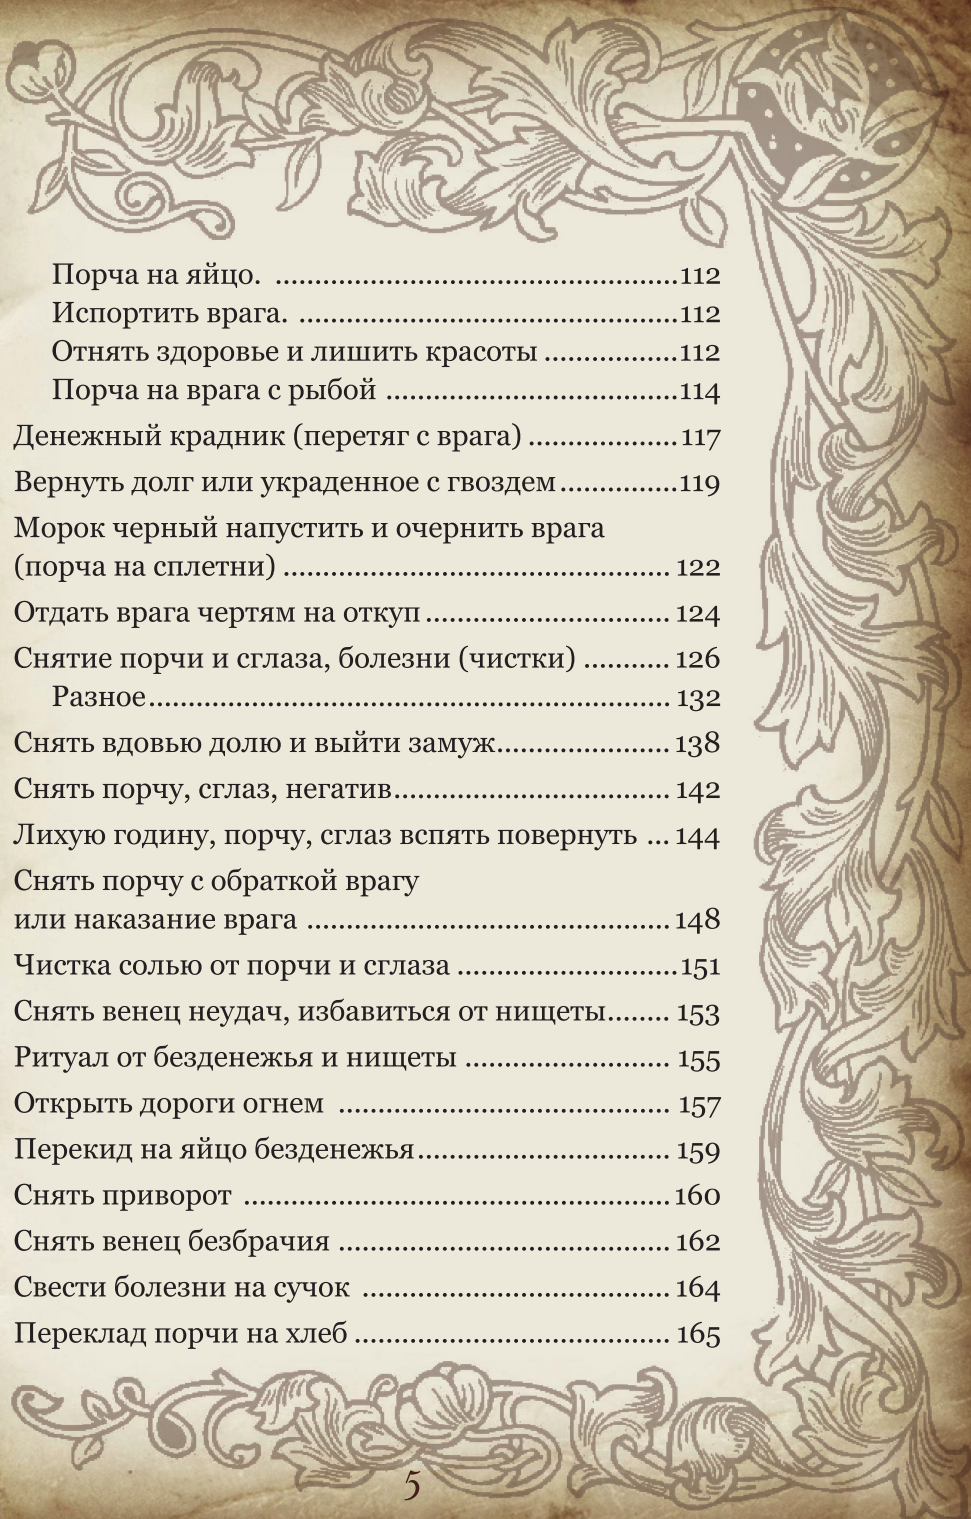 Порча на яйцо. ....................................................112
Испортить врага. .................................................112
Отнять здоровье и лишить красоты .................112
Порча на врага с рыбой ......................................114
Денежный крадник (перетяг с врага) ...................117
Вернуть долг или украденное с гвоздем ...............119
Морок черный напустить и очернить врага
(порча на сплетни) .................................................. 122
Отдать врага чертям на откуп ............................... 124
Снятие порчи и сглаза, болезни (чистки) ........... 126
Разное................................................................... 132
Снять вдовью долю и выйти замуж...................... 138
Снять порчу, сглаз, негатив................................... 142
Лихую годину, порчу, сглаз вспять повернуть ... 144
Снять порчу с обраткой врагу
или наказание врага ............................................... 148
Чистка солью от порчи и сглаза ............................151
Снять венец неудач, избавиться от нищеты........ 153
Ритуал от безденежья и нищеты .......................... 155
Открыть дороги огнем ........................................... 157
Перекид на яйцо безденежья................................ 159
Снять приворот ....................................................... 160
Снять венец безбрачия ........................................... 162
Свести болезни на сучок ........................................ 164
Переклад порчи на хлеб ......................................... 165
5